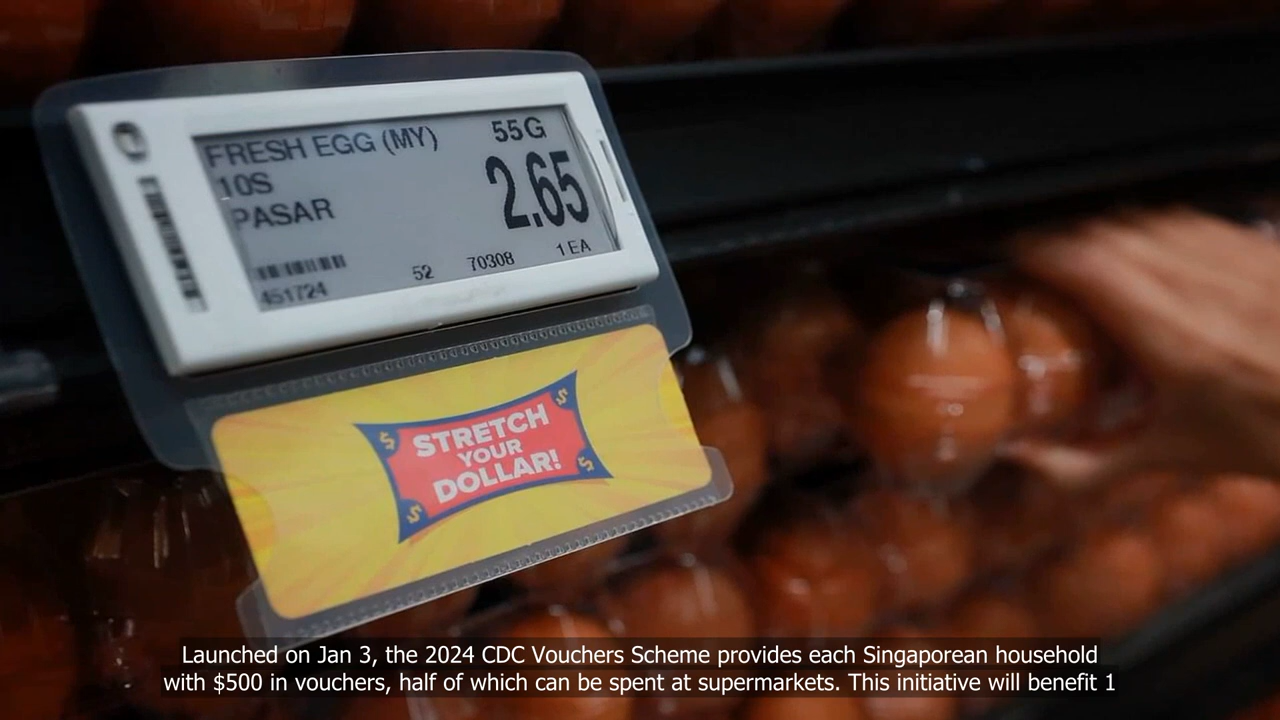 FRESH EGG (MY) 55G
10S
PASAR
2.65
451724 52 70308 1 EA
STRETCH
YOUR
DOLLAR!
Launched on Jan 3, the 2024 CDC Vouchers Scheme provides each Singaporean household
with $500 in vouchers, half of which can be spent at supermarkets. This initiative will benefit 1